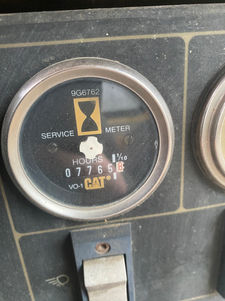 9G6762
SERVICE METER
HOURS 1/10
07765
VO-1 CAT